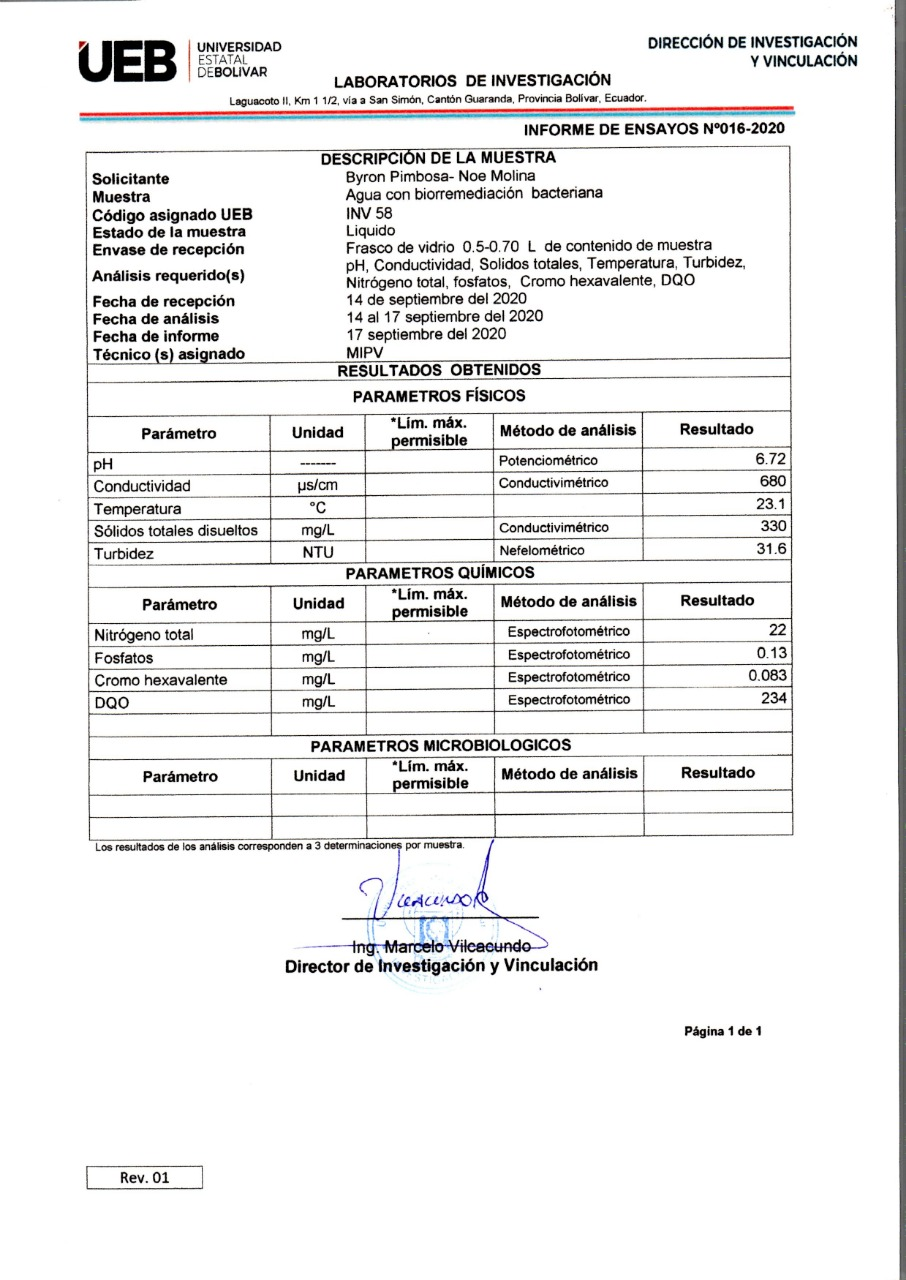 UEB UNIVERSIDAD
ESTATAL
DEBOLIVAR
DIRECCIÓN DE INVESTIGACIÓN
Y VINCULACIÓN
LABORATORIOS DE INVESTIGACIÓN
Laguacoto II, Km 1 1/2, vía a San Simón, Cantón Guaranda, Provincia Bolívar, Ecuador.
INFORME DE ENSAYOS Nº016-2020
DESCRIPCIÓN DE LA MUESTRA
Solicitante Byron Pimbosa- Noe Molina
Muestra Agua con biorremediación bacteriana
Código asignado UEB INV 58
Estado de la muestra Liquido
Envase de recepción Frasco de vidrio 0.5-0.70 L de contenido de muestra
Análisis requerido(s) pH, Conductividad, Solidos totales, Temperatura, Turbidez,
Nitrógeno total, fosfatos, Cromo hexavalente, DQO
Fecha de recepción 14 de septiembre del 2020
Fecha de análisis 14 al 17 septiembre del 2020
Fecha de informe 17 septiembre del 2020
Técnico (s) asignado MIPV
RESULTADOS OBTENIDOS
PARAMETROS FÍSICOS
Parámetro Unidad *Lím. máx. permisible Método de análisis Resultado
pH ------- Potenciométrico 6.72
Conductividad µs/cm Conductivimétrico 680
Temperatura °C 23.1
Sólidos totales disueltos mg/L Conductivimétrico 330
Turbidez NTU Nefelométrico 31.6
PARAMETROS QUÍMICOS
Parámetro Unidad *Lím. máx. permisible Método de análisis Resultado
Nitrógeno total mg/L Espectrofotométrico 22
Fosfatos mg/L Espectrofotométrico 0.13
Cromo hexavalente mg/L Espectrofotométrico 0.083
DQO mg/L Espectrofotométrico 234
PARAMETROS MICROBIOLOGICOS
Parámetro Unidad *Lím. máx. permisible Método de análisis Resultado
Los resultados de los análisis corresponden a 3 determinaciones por muestra.
Ing. Marcelo Vilcacundo
Director de Investigación y Vinculación
Página 1 de 1
Rev. 01